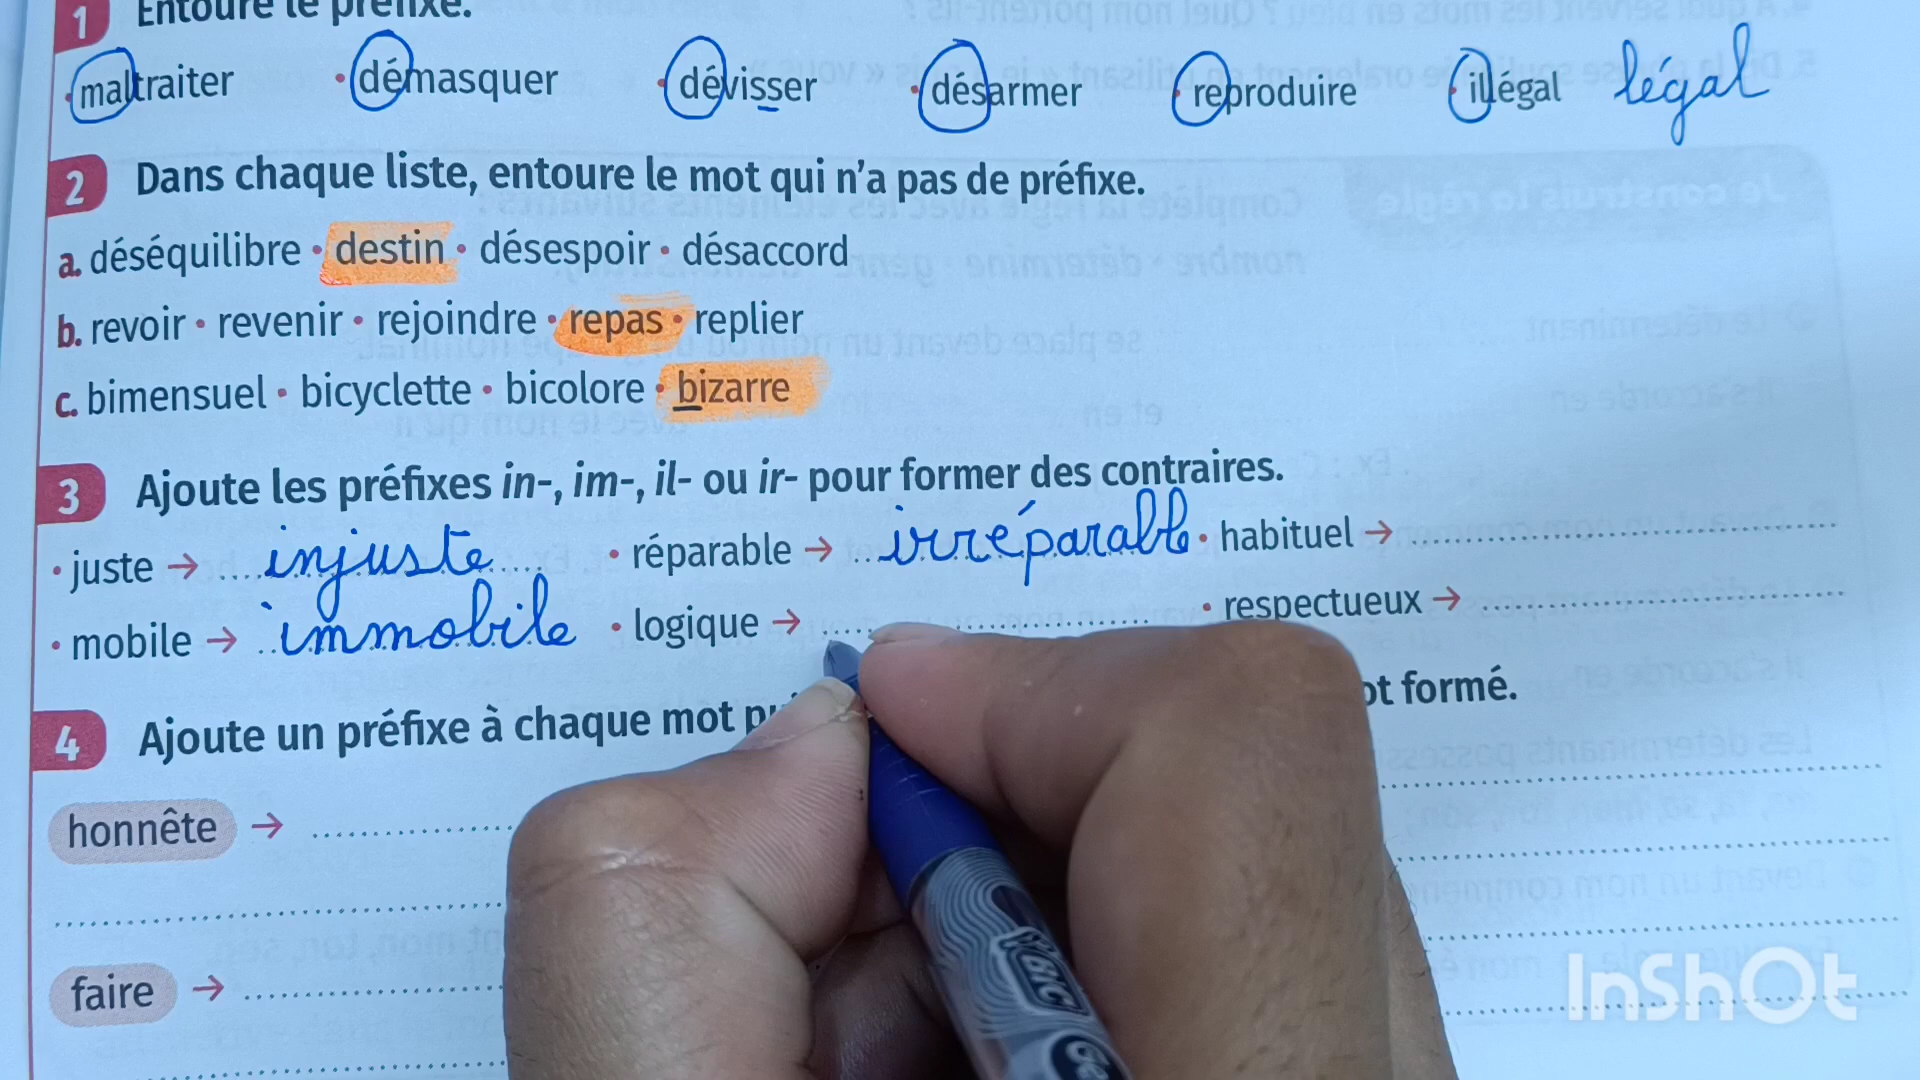 1 Entoure le préfixe.
maltraiter • démasquer • dévisser • désarmer • reproduire • illégal légal
2 Dans chaque liste, entoure le mot qui n'a pas de préfixe.
a. déséquilibre • destin • désespoir • désaccord
b. revoir • revenir • rejoindre • repas • replier
c. bimensuel • bicyclette • bicolore • bizarre
3 Ajoute les préfixes in-, im-, il- ou ir- pour former des contraires.
• juste → injuste • réparable → irréparable • habituel →
• mobile → immobile • logique → • respectueux →
4 Ajoute un préfixe à chaque mot formé.
honnête →
faire →
BIC
InShOt